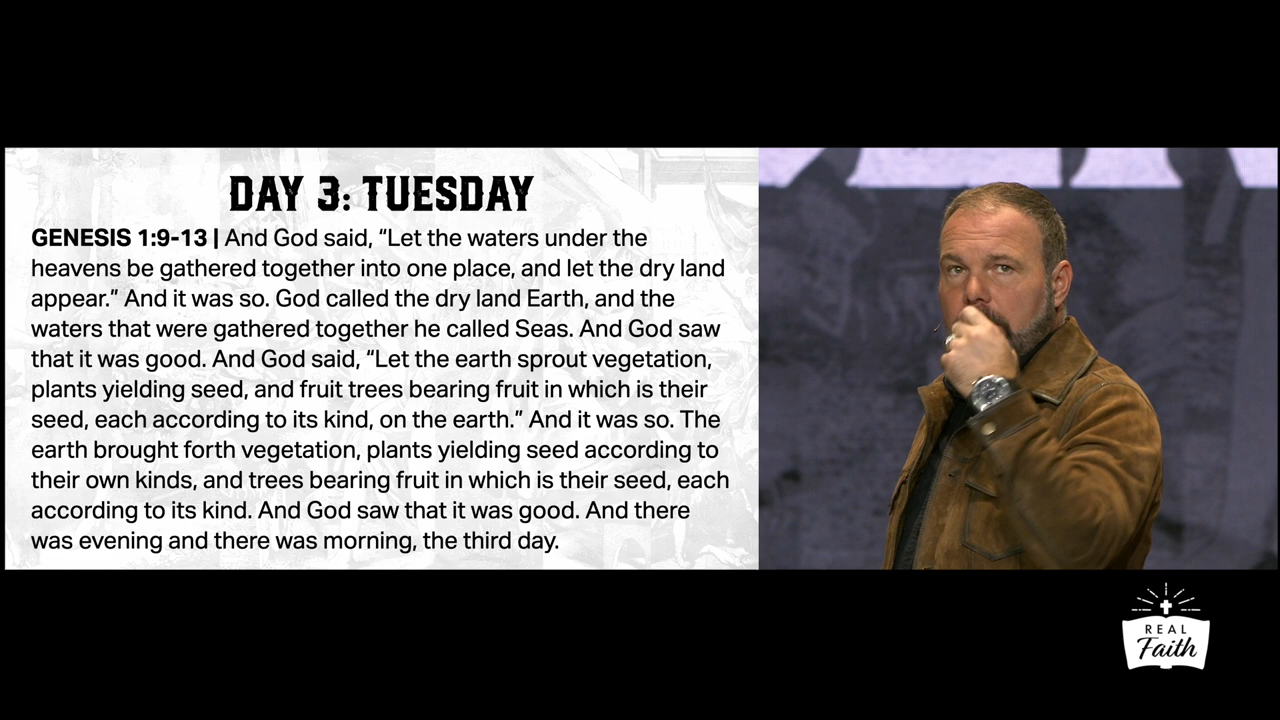 DAY 3: TUESDAY
GENESIS 1:9-13 | And God said, “Let the waters under the
heavens be gathered together into one place, and let the dry land
appear.” And it was so. God called the dry land Earth, and the
waters that were gathered together he called Seas. And God saw
that it was good. And God said, “Let the earth sprout vegetation,
plants yielding seed, and fruit trees bearing fruit in which is their
seed, each according to its kind, on the earth.” And it was so. The
earth brought forth vegetation, plants yielding seed according to
their own kinds, and trees bearing fruit in which is their seed, each
according to its kind. And God saw that it was good. And there
was evening and there was morning, the third day.
REAL
Faith